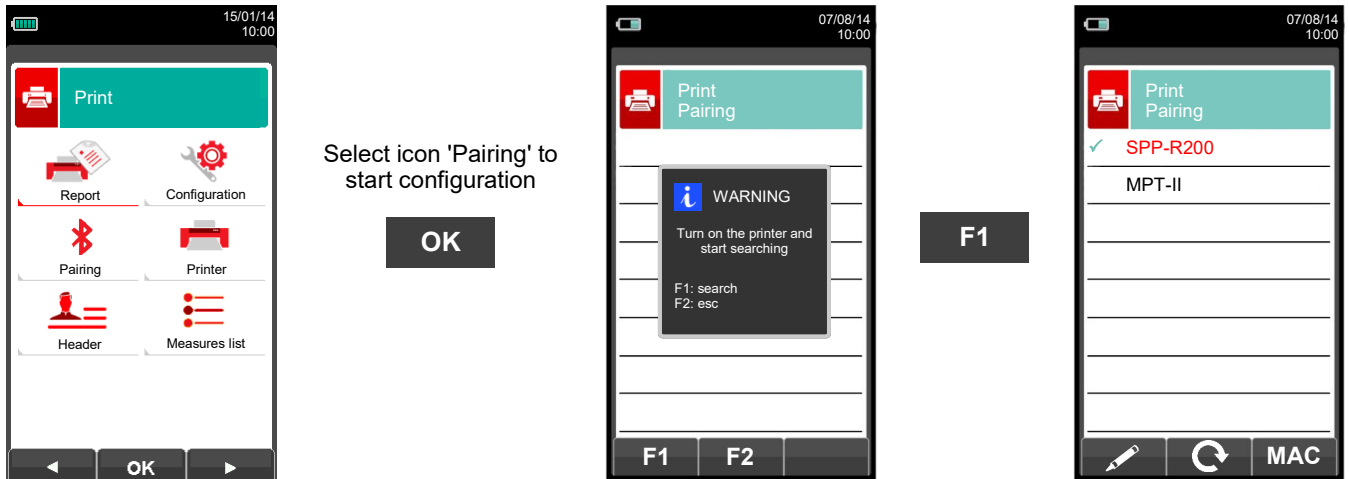 15/01/14
10:00
Print
Report
Configuration
Pairing
Printer
Header
Measures list
OK
Select icon 'Pairing' to
start configuration
OK
07/08/14
10:00
Print
Pairing
i WARNING
Turn on the printer and
start searching
F1: search
F2: esc
F1 F2
F1
07/08/14
10:00
Print
Pairing
SPP-R200
MPT-II
MAC